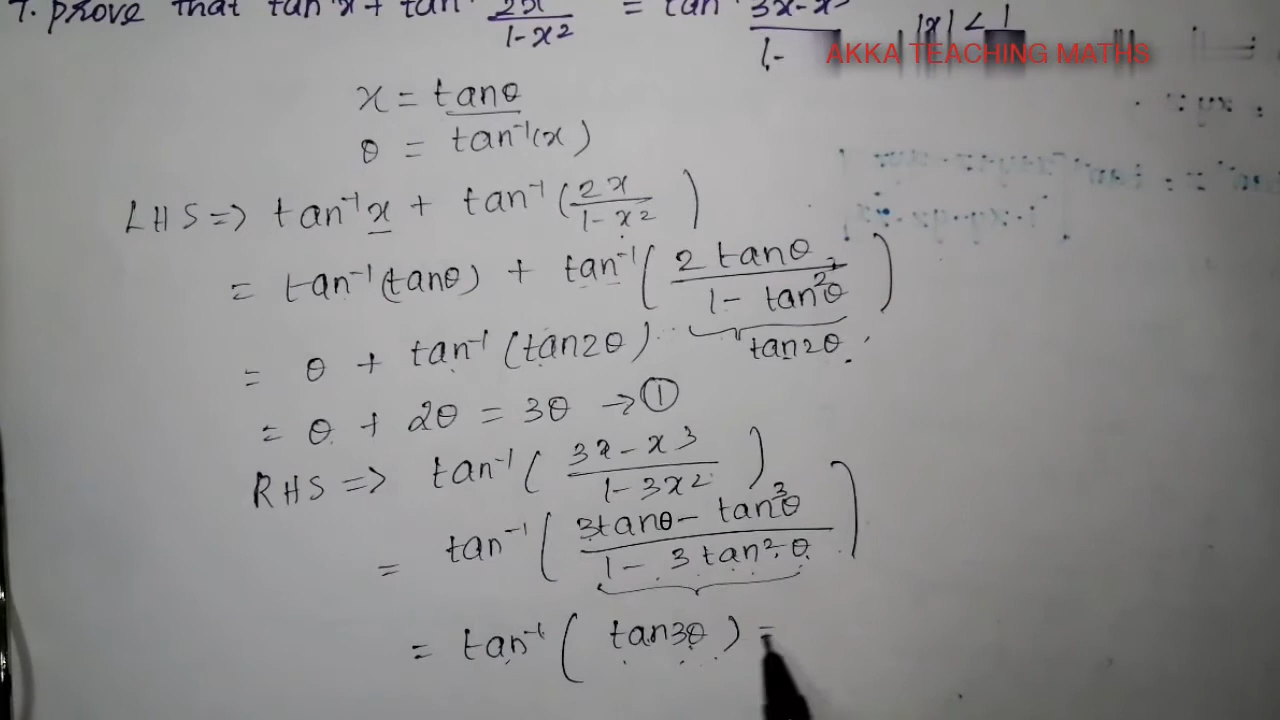 7. prove that tan⁻¹x + tan⁻¹ 2x/1-x² = tan⁻¹ 3x-x³/1- |x| < 1
AKKA TEACHING MATHS
x = tanθ
θ = tan⁻¹(x)
LHS => tan⁻¹x + tan⁻¹(2x/1-x²)
= tan⁻¹(tanθ) + tan⁻¹(2 tanθ/1- tan²θ)
= θ + tan⁻¹(tan2θ) tan2θ
= θ + 2θ = 3θ → ①
RHS => tan⁻¹(3x-x³/1-3x²)
= tan⁻¹(3tanθ- tan³θ/1- 3tan²θ)
= tan⁻¹(tan3θ) =